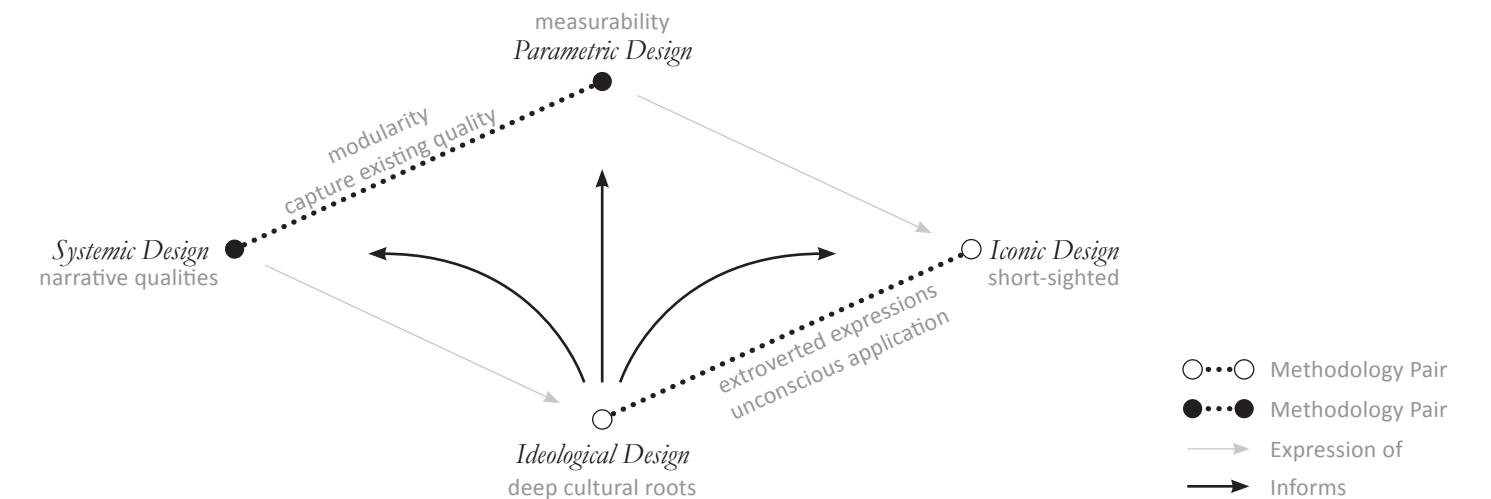 measurability
Parametric Design
modularity
capture existing quality
Systemic Design
narrative qualities
Iconic Design
short-sighted
extroverted expressions
unconscious application
Ideological Design
deep cultural roots
Methodology Pair
Methodology Pair
Expression of
Informs